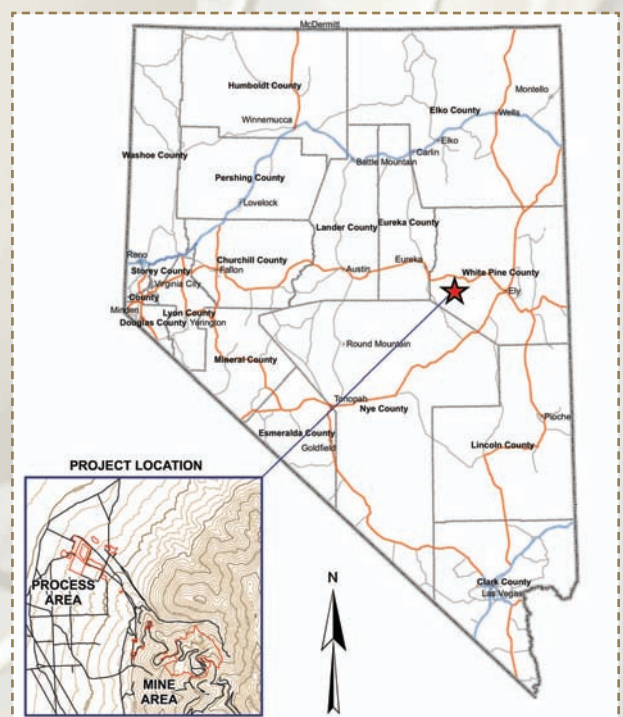 McDermitt
Humboldt County
Montello
Elko County
Wells
Winnemucca
Elko
Washoe County
Carlin
Battle Mountain
Pershing County
Lovelock
Lander County
Eureka County
Reno
Churchill County
Eureka
Storey County
Fallon
Austin
White Pine County
Virginia City
Ely
County
Lyon County
Minden
Douglas County
Yerington
Round Mountain
Mineral County
Tonopah
Nye County
Pioche
Esmeralda County
Goldfield
Lincoln County
PROJECT LOCATION
PROCESS
AREA
MINE
AREA
N
Clark County
Las Vegas